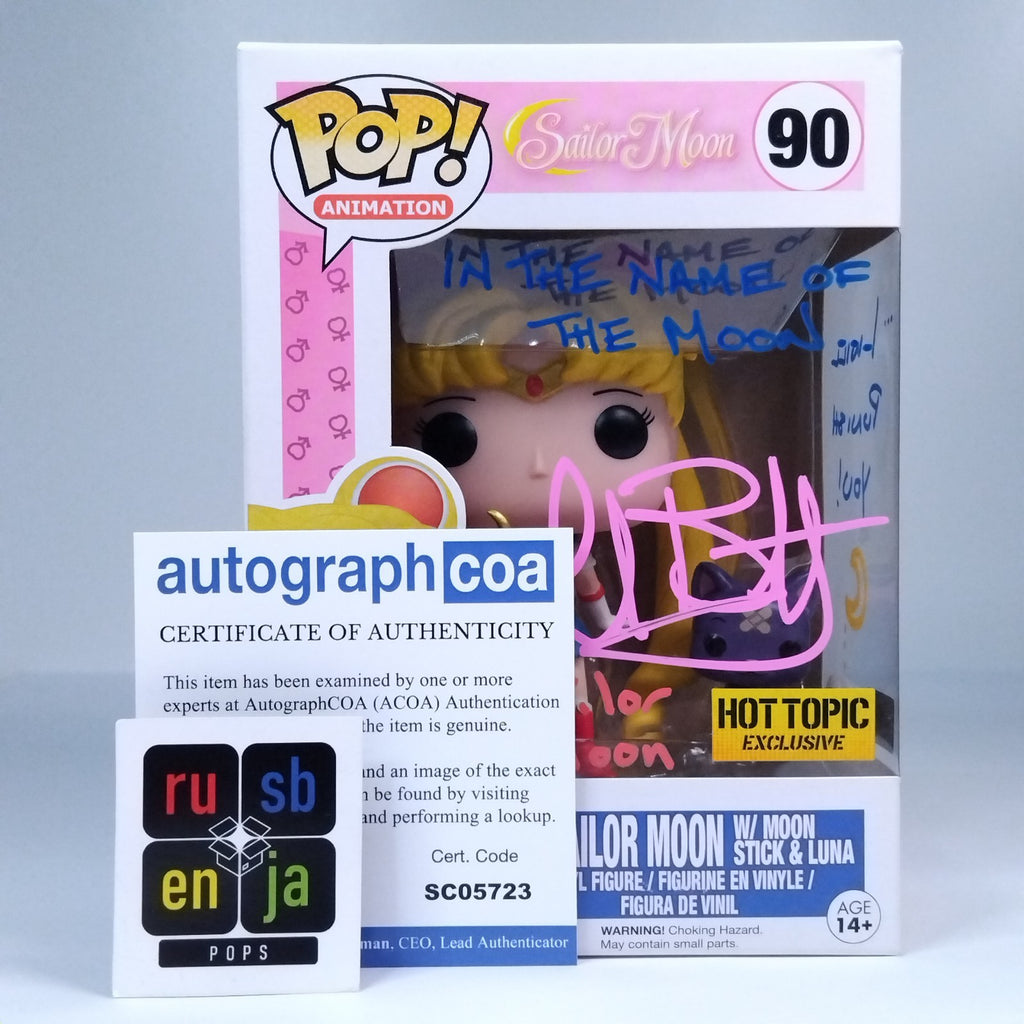 POP!
ANIMATION
Sailor Moon
90
IN THE NAME OF
THE MOON
Punish
You!
HOT TOPIC
EXCLUSIVE
autograph coa
CERTIFICATE OF AUTHENTICITY
This item has been examined by one or more
experts at AutographCOA (ACOA) Authentication
the item is genuine.
and an image of the exact
be found by visiting
and performing a lookup.
Cert. Code
SC05723
man, CEO, Lead Authenticator
ru sb
en ja
POPS
ilor
oon
ILOR MOON W/ MOON
STICK & LUNA
L FIGURE / FIGURINE EN VINYLE /
FIGURA DE VINIL
WARNING! Choking Hazard.
May contain small parts.
AGE
14+